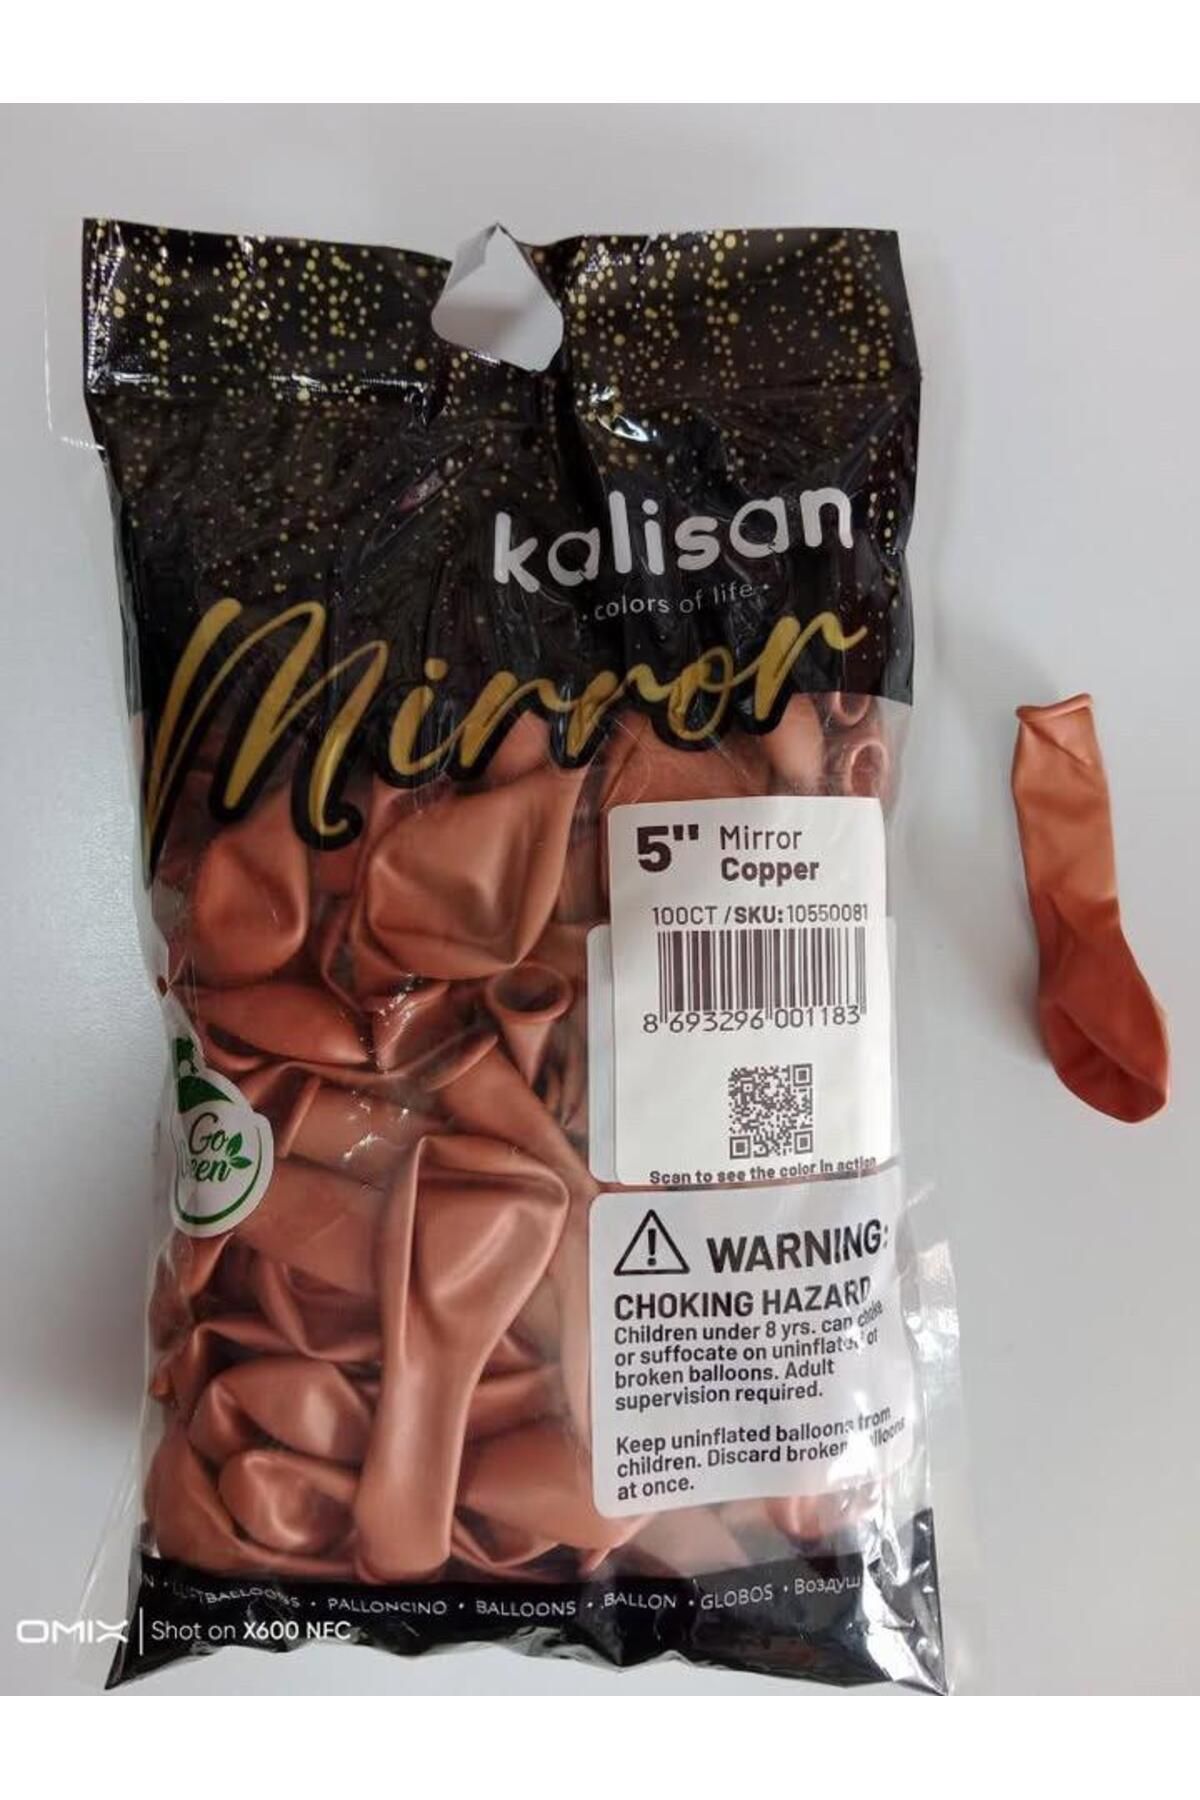 kalisan
• colors of life •
Mirror
5" Mirror
Copper
100CT / SKU: 10550081
8 693296 001183
Scan to see the color in action
Go
WARNING:
CHOKING HAZARD
Children under 8 yrs. can choke
or suffocate on uninflated or
broken balloons. Adult
supervision required.
Keep uninflated balloons from
children. Discard broken balloons
at once.
• PALLONCINO • BALLOONS • BALLON • GLOBOS •
OMIX | Shot on X600 NFC